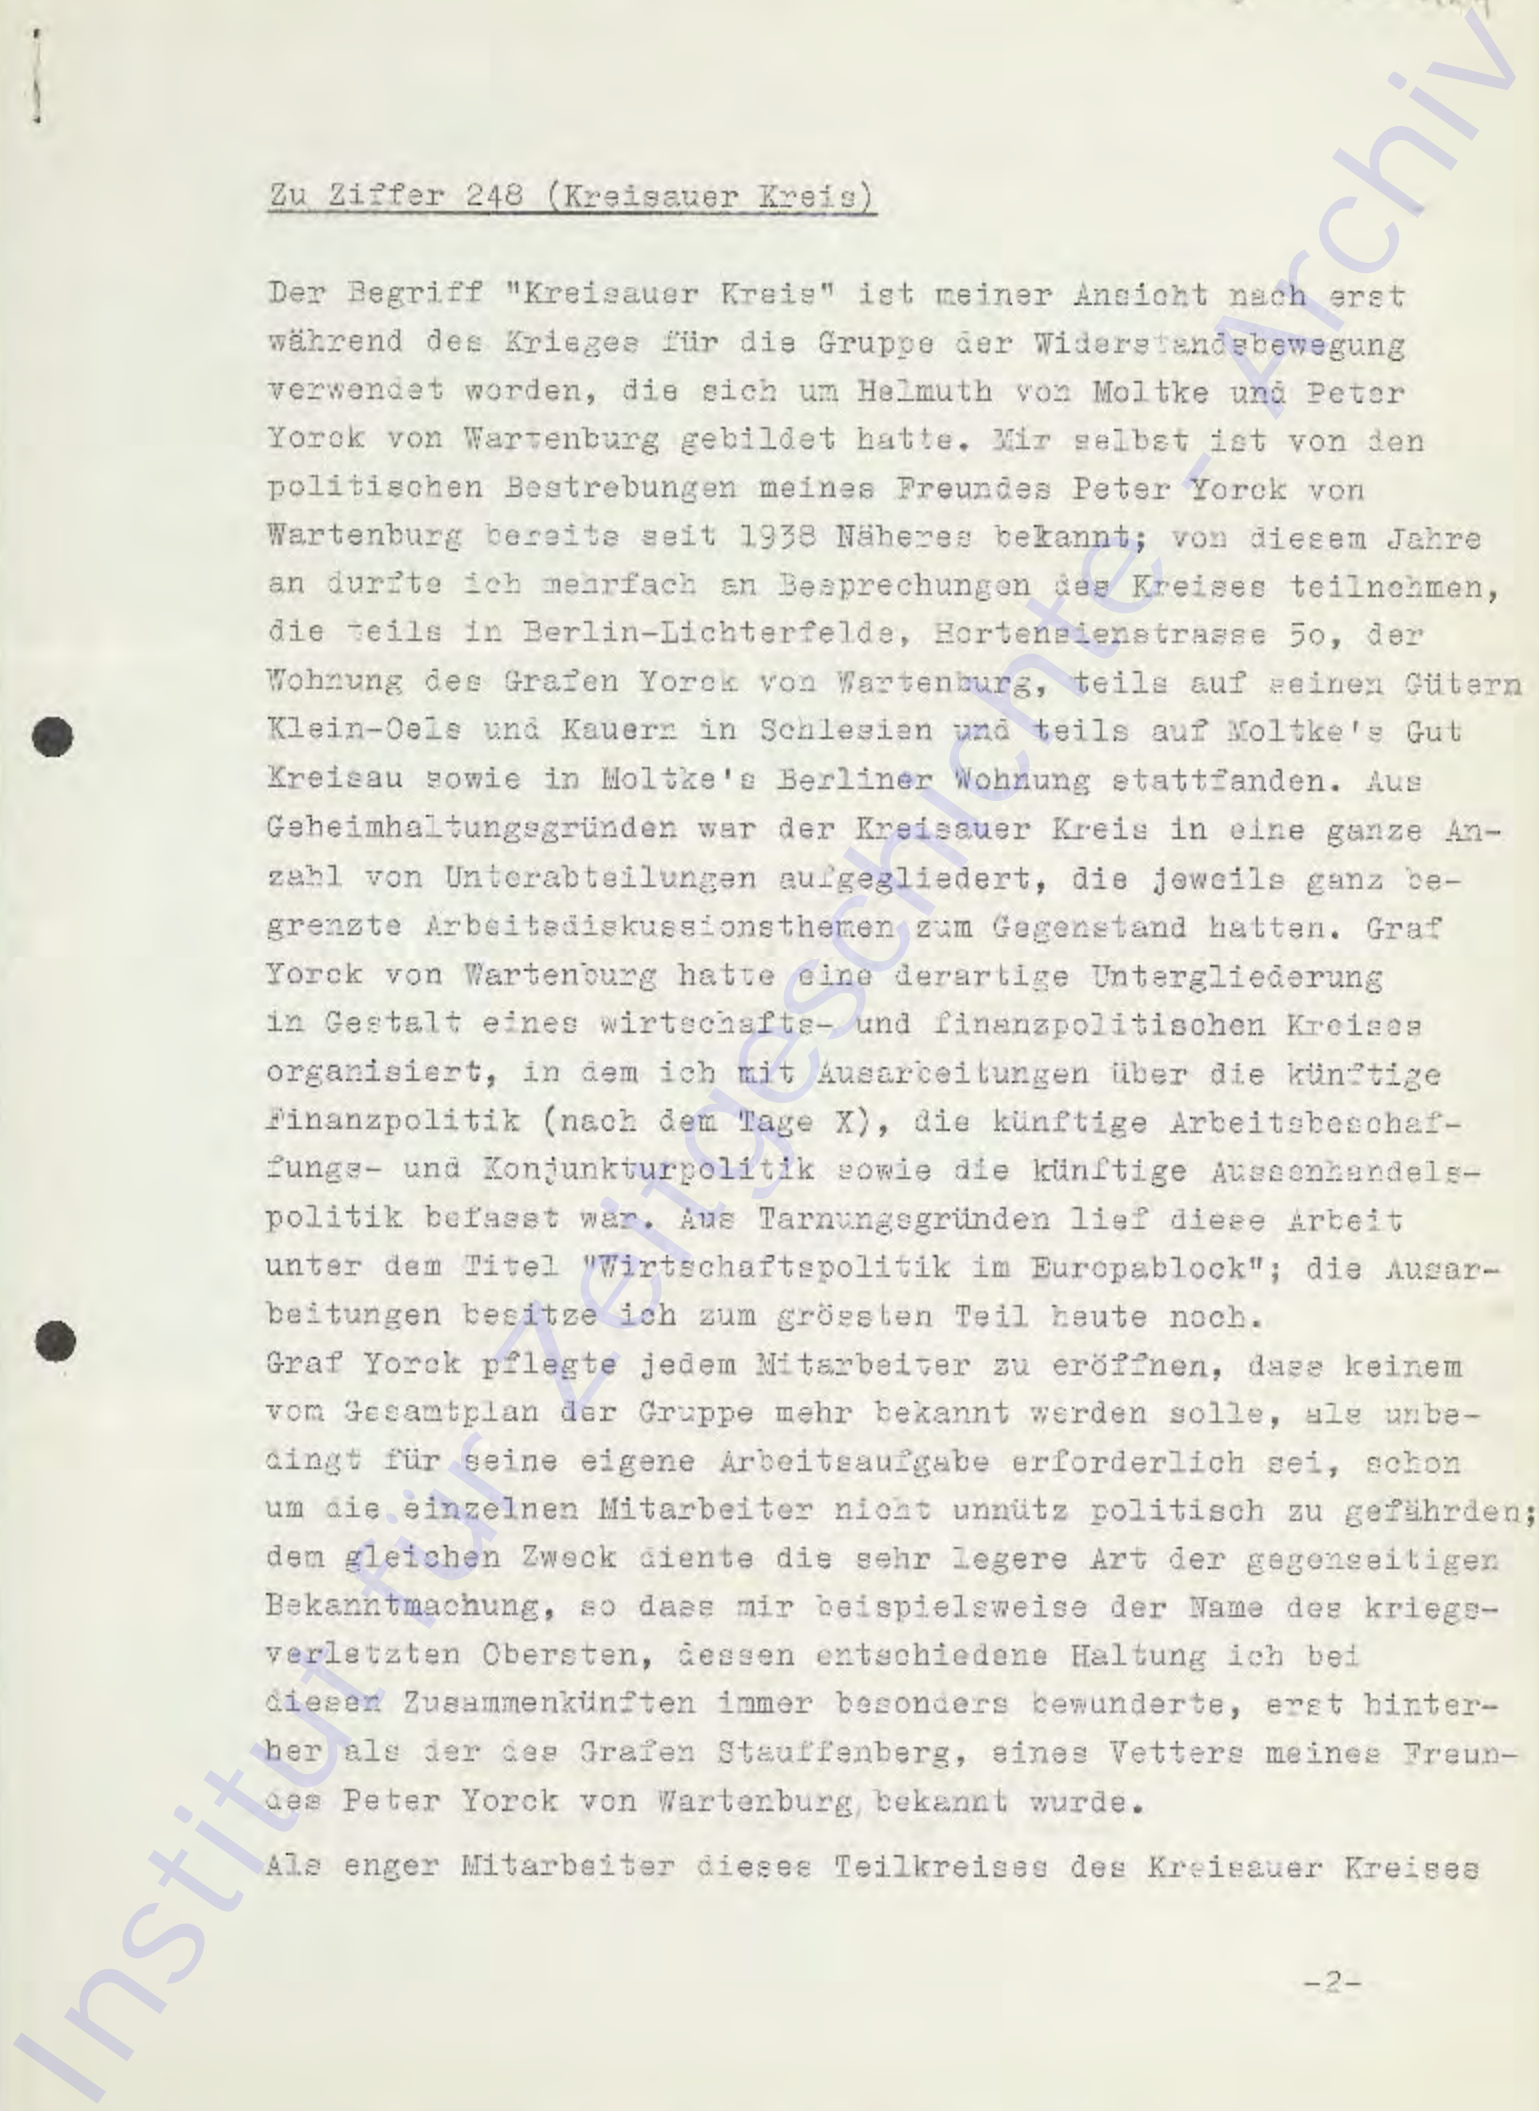 Zu Ziffer 248 (Kreisauer Kreis)
Der Begriff "Kreisauer Kreis" ist meiner Ansicht nach erst
während des Krieges für die Gruppe der Widerstandsbewegung
verwendet worden, die sich um Helmuth von Moltke und Peter
Yorck von Wartenburg gebildet hatte. Mir selbst ist von den
politischen Bestrebungen meines Freundes Peter Yorck von
Wartenburg bereits seit 1938 Näheres bekannt; von diesem Jahre
an durfte ich mehrfach an Besprechungen des Kreises teilnehmen,
die teils in Berlin-Lichterfelde, Hortensienstrasse 5o, der
Wohnung des Grafen Yorck von Wartenburg, teils auf seinen Gütern
Klein-Oels und Kauern in Schlesien und teils auf Moltke's Gut
Kreisau sowie in Moltke's Berliner Wohnung stattfanden. Aus
Geheimhaltungsgründen war der Kreisauer Kreis in eine ganze An-
zahl von Unterabteilungen aufgegliedert, die jeweils ganz be-
grenzte Arbeitsdiskussionsthemen zum Gegenstand hatten. Graf
Yorck von Wartenburg hatte eine derartige Untergliederung
in Gestalt eines wirtschafts- und finanzpolitischen Kreises
organisiert, in dem ich mit Ausarbeitungen über die künftige
Finanzpolitik (nach dem Tage X), die künftige Arbeitsbeschaf-
fungs- und Konjunkturpolitik sowie die künftige Aussenhandels-
politik befasst war. Aus Tarnungsgründen lief diese Arbeit
unter dem Titel "Wirtschaftspolitik im Europablock"; die Ausar-
beitungen besitze ich zum grössten Teil heute noch.
Graf Yorck pflegte jedem Mitarbeiter zu eröffnen, dass keinem
vom Gesamtplan der Gruppe mehr bekannt werden solle, als unbe-
dingt für seine eigene Arbeitsaufgabe erforderlich sei, schon
um die einzelnen Mitarbeiter nicht unnütz politisch zu gefährden;
dem gleichen Zweck diente die sehr legere Art der gegenseitigen
Bekanntmachung, so dass mir beispielsweise der Name des kriegs-
verletzten Obersten, dessen entschiedene Haltung ich bei
diesen Zusammenkünften immer besonders bewunderte, erst hinter-
her als der des Grafen Stauffenberg, eines Vetters meines Freun-
des Peter Yorck von Wartenburg, bekannt wurde.
Als enger Mitarbeiter dieses Teilkreises des Kreisauer Kreises
-2-
Institut für Zeitgeschichte - Archiv